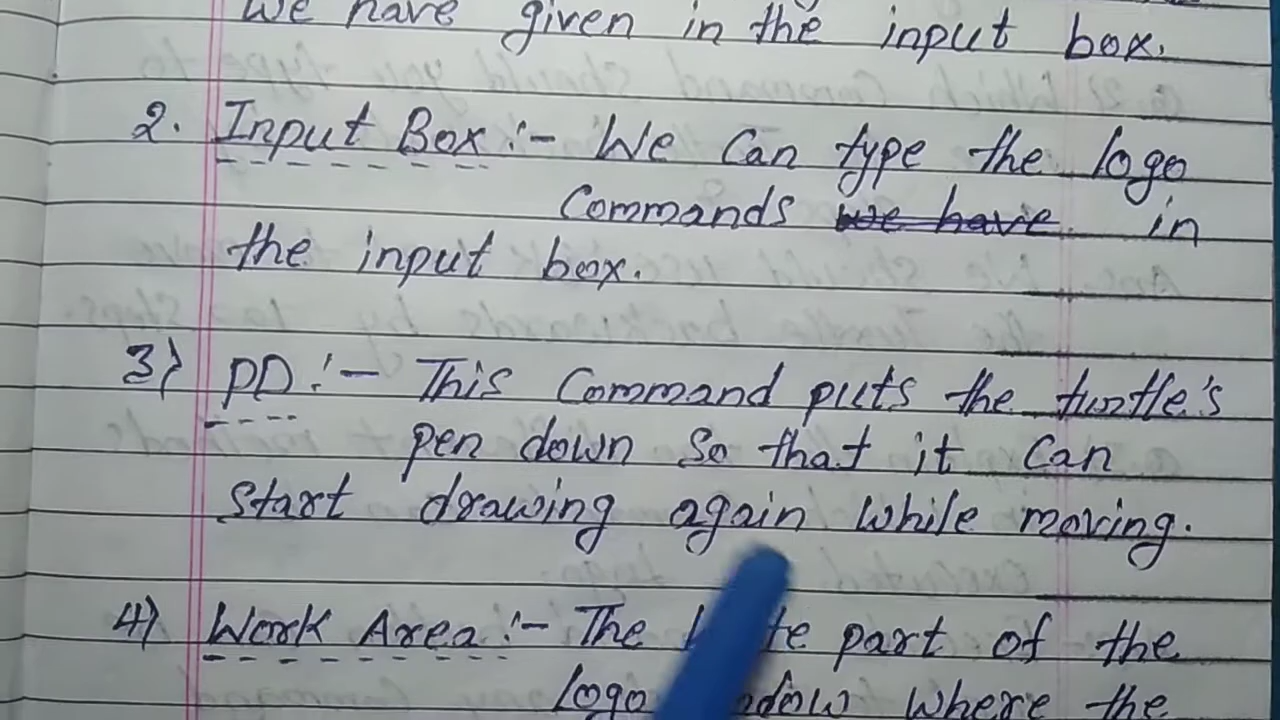 We have given in the input box.
2. Input Box :- We Can type the logo
Commands we have in
the input box.
3) PD :- This Command puts the turtle's
pen down so that it can
start drawing again while moving.
4) Work Area :- The part of the
logo where the